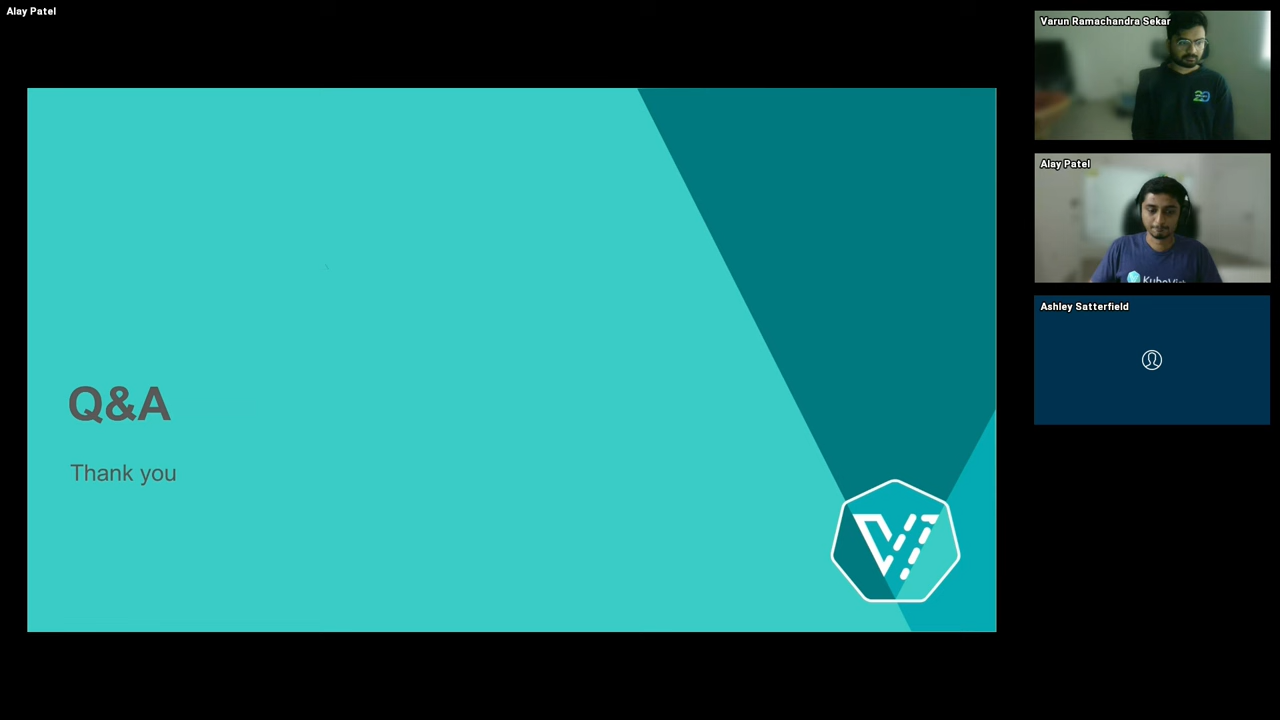 Alay Patel
Varun Ramachandra Sekar
Alay Patel
Ashley Satterfield
Q&A
Thank you